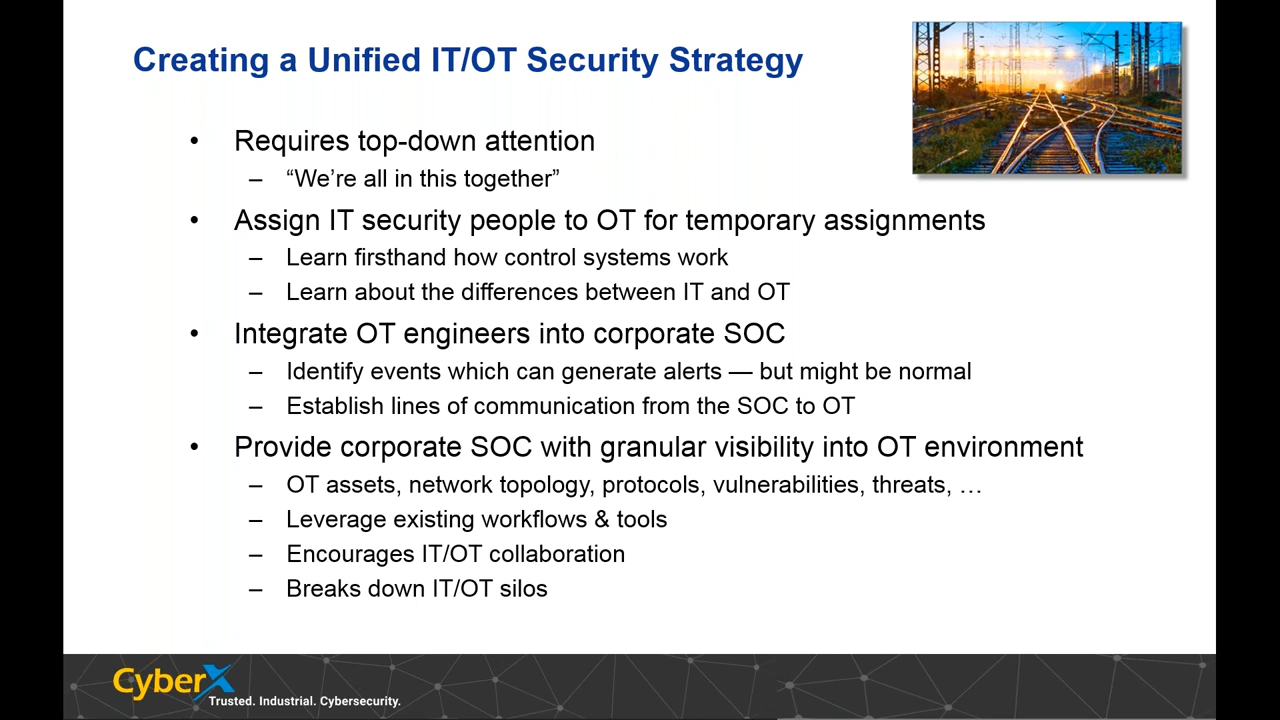 Creating a Unified IT/OT Security Strategy
• Requires top-down attention
– “We’re all in this together”
• Assign IT security people to OT for temporary assignments
– Learn firsthand how control systems work
– Learn about the differences between IT and OT
• Integrate OT engineers into corporate SOC
– Identify events which can generate alerts — but might be normal
– Establish lines of communication from the SOC to OT
• Provide corporate SOC with granular visibility into OT environment
– OT assets, network topology, protocols, vulnerabilities, threats, …
– Leverage existing workflows & tools
– Encourages IT/OT collaboration
– Breaks down IT/OT silos
CyberX
Trusted. Industrial. Cybersecurity.